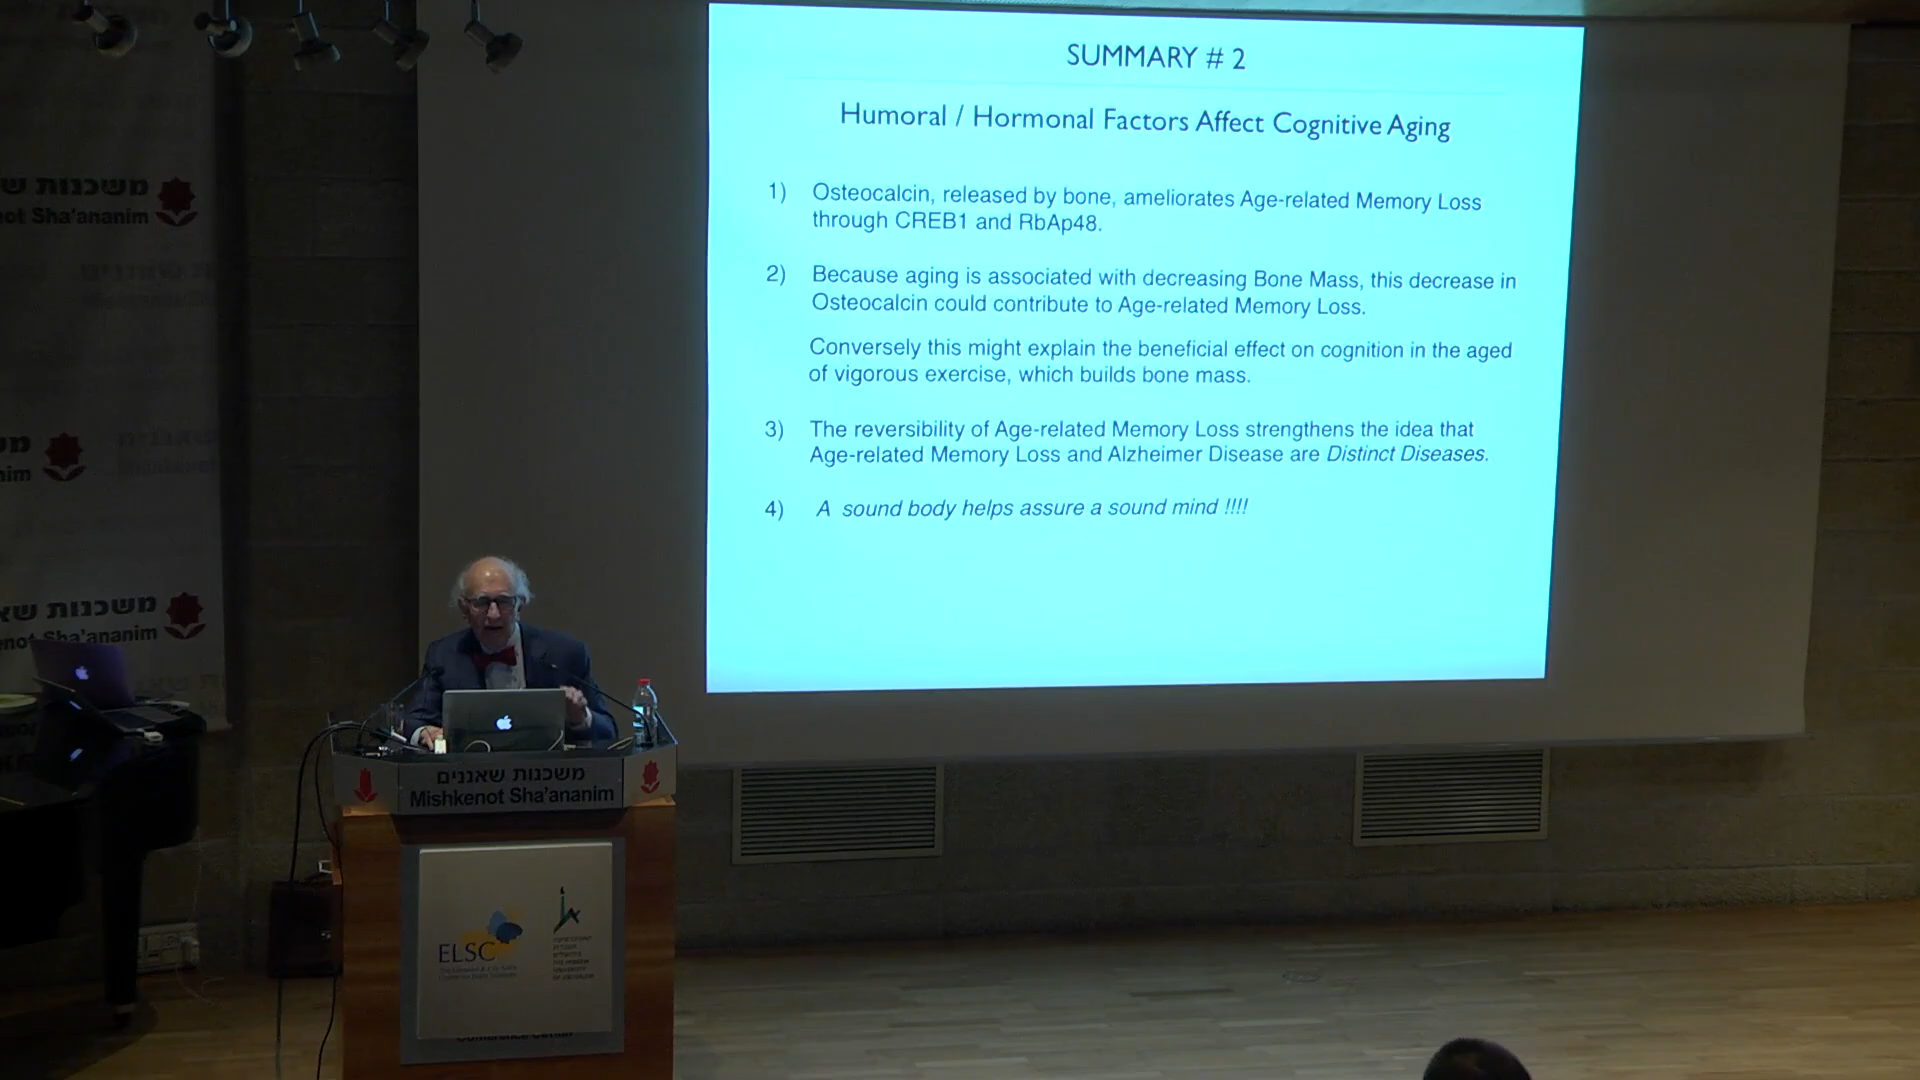 SUMMARY # 2
Humoral / Hormonal Factors Affect Cognitive Aging
1) Osteocalcin, released by bone, ameliorates Age-related Memory Loss
through CREB1 and RbAp48.
2) Because aging is associated with decreasing Bone Mass, this decrease in
Osteocalcin could contribute to Age-related Memory Loss.
Conversely this might explain the beneficial effect on cognition in the aged
of vigorous exercise, which builds bone mass.
3) The reversibility of Age-related Memory Loss strengthens the idea that
Age-related Memory Loss and Alzheimer Disease are Distinct Diseases.
4) A sound body helps assure a sound mind !!!!
משכנות
Sha'ananim
משכנות
Sha'ananim
משכנות שאננים
Mishkenot Sha'ananim
ELSC